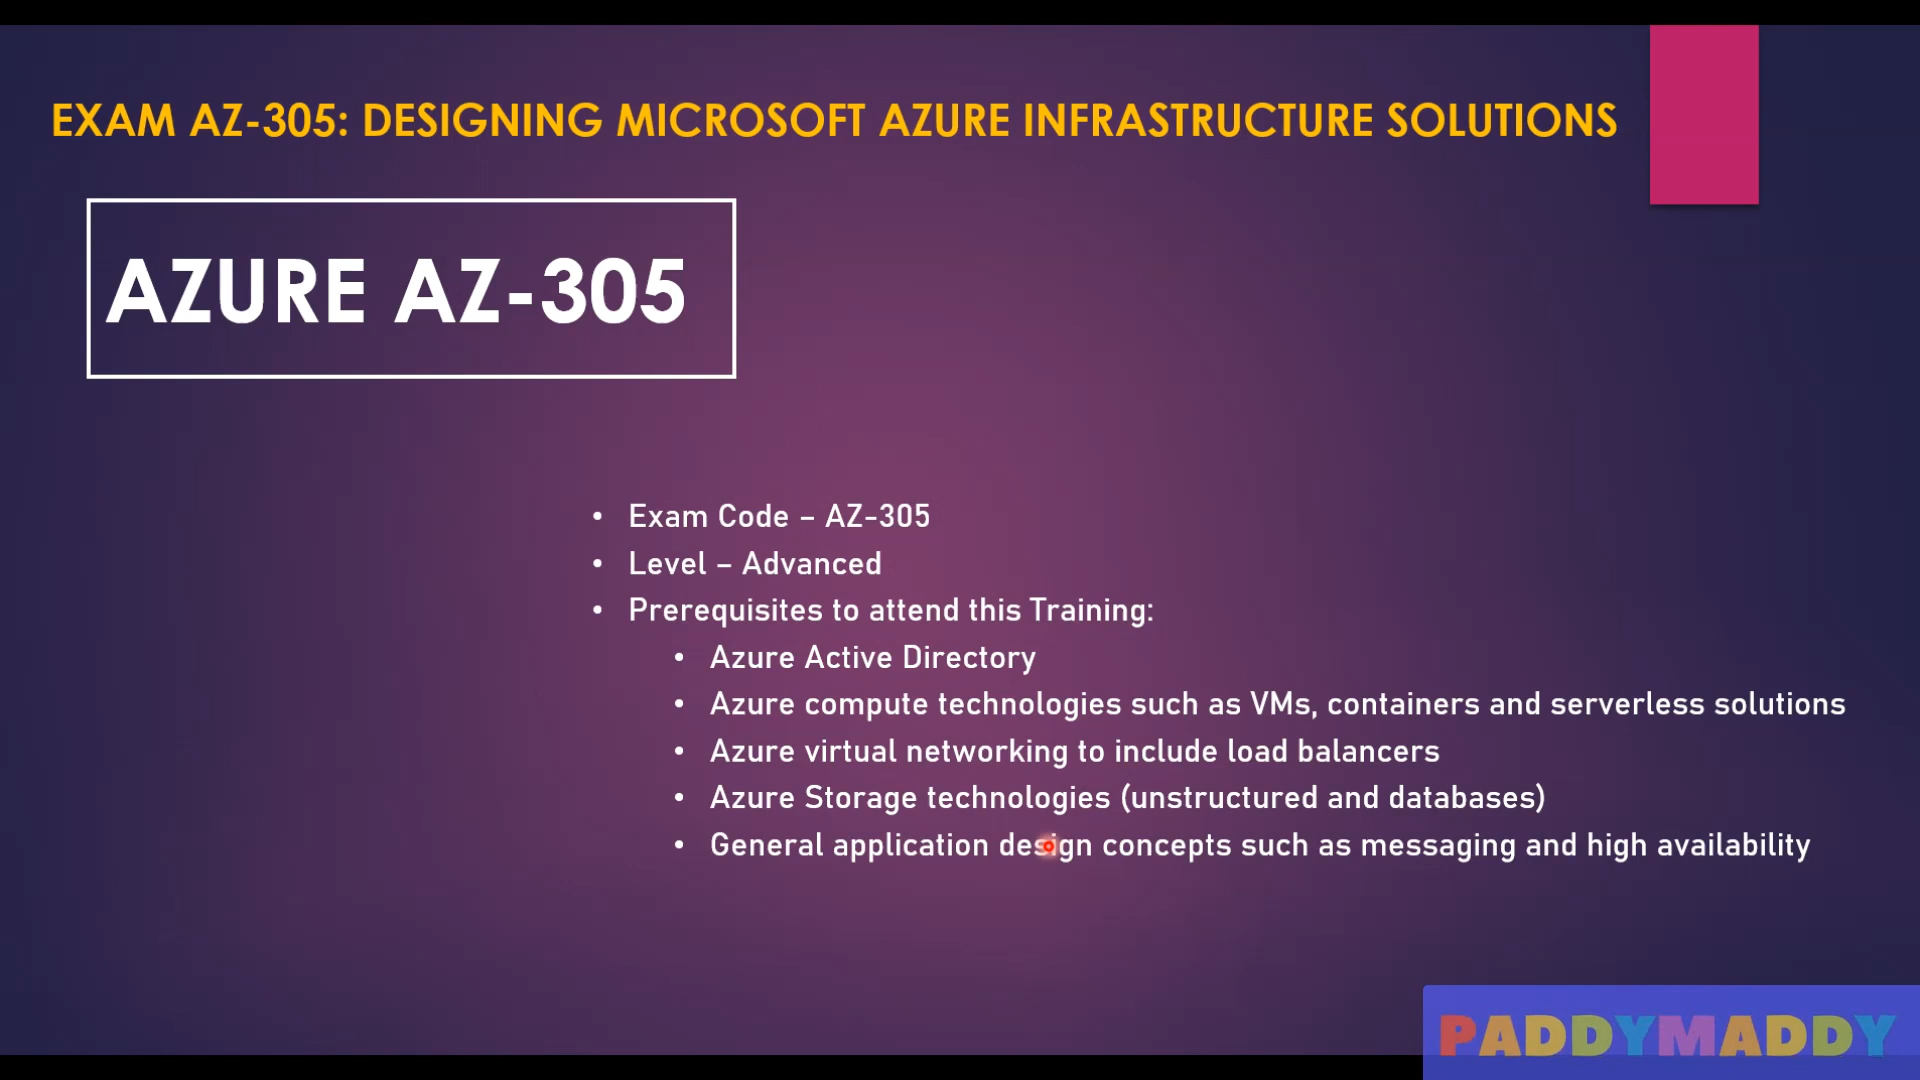 EXAM AZ-305: DESIGNING MICROSOFT AZURE INFRASTRUCTURE SOLUTIONS
AZURE AZ-305
• Exam Code – AZ-305
• Level – Advanced
• Prerequisites to attend this Training:
• Azure Active Directory
• Azure compute technologies such as VMs, containers and serverless solutions
• Azure virtual networking to include load balancers
• Azure Storage technologies (unstructured and databases)
• General application design concepts such as messaging and high availability
PADDYMADDY